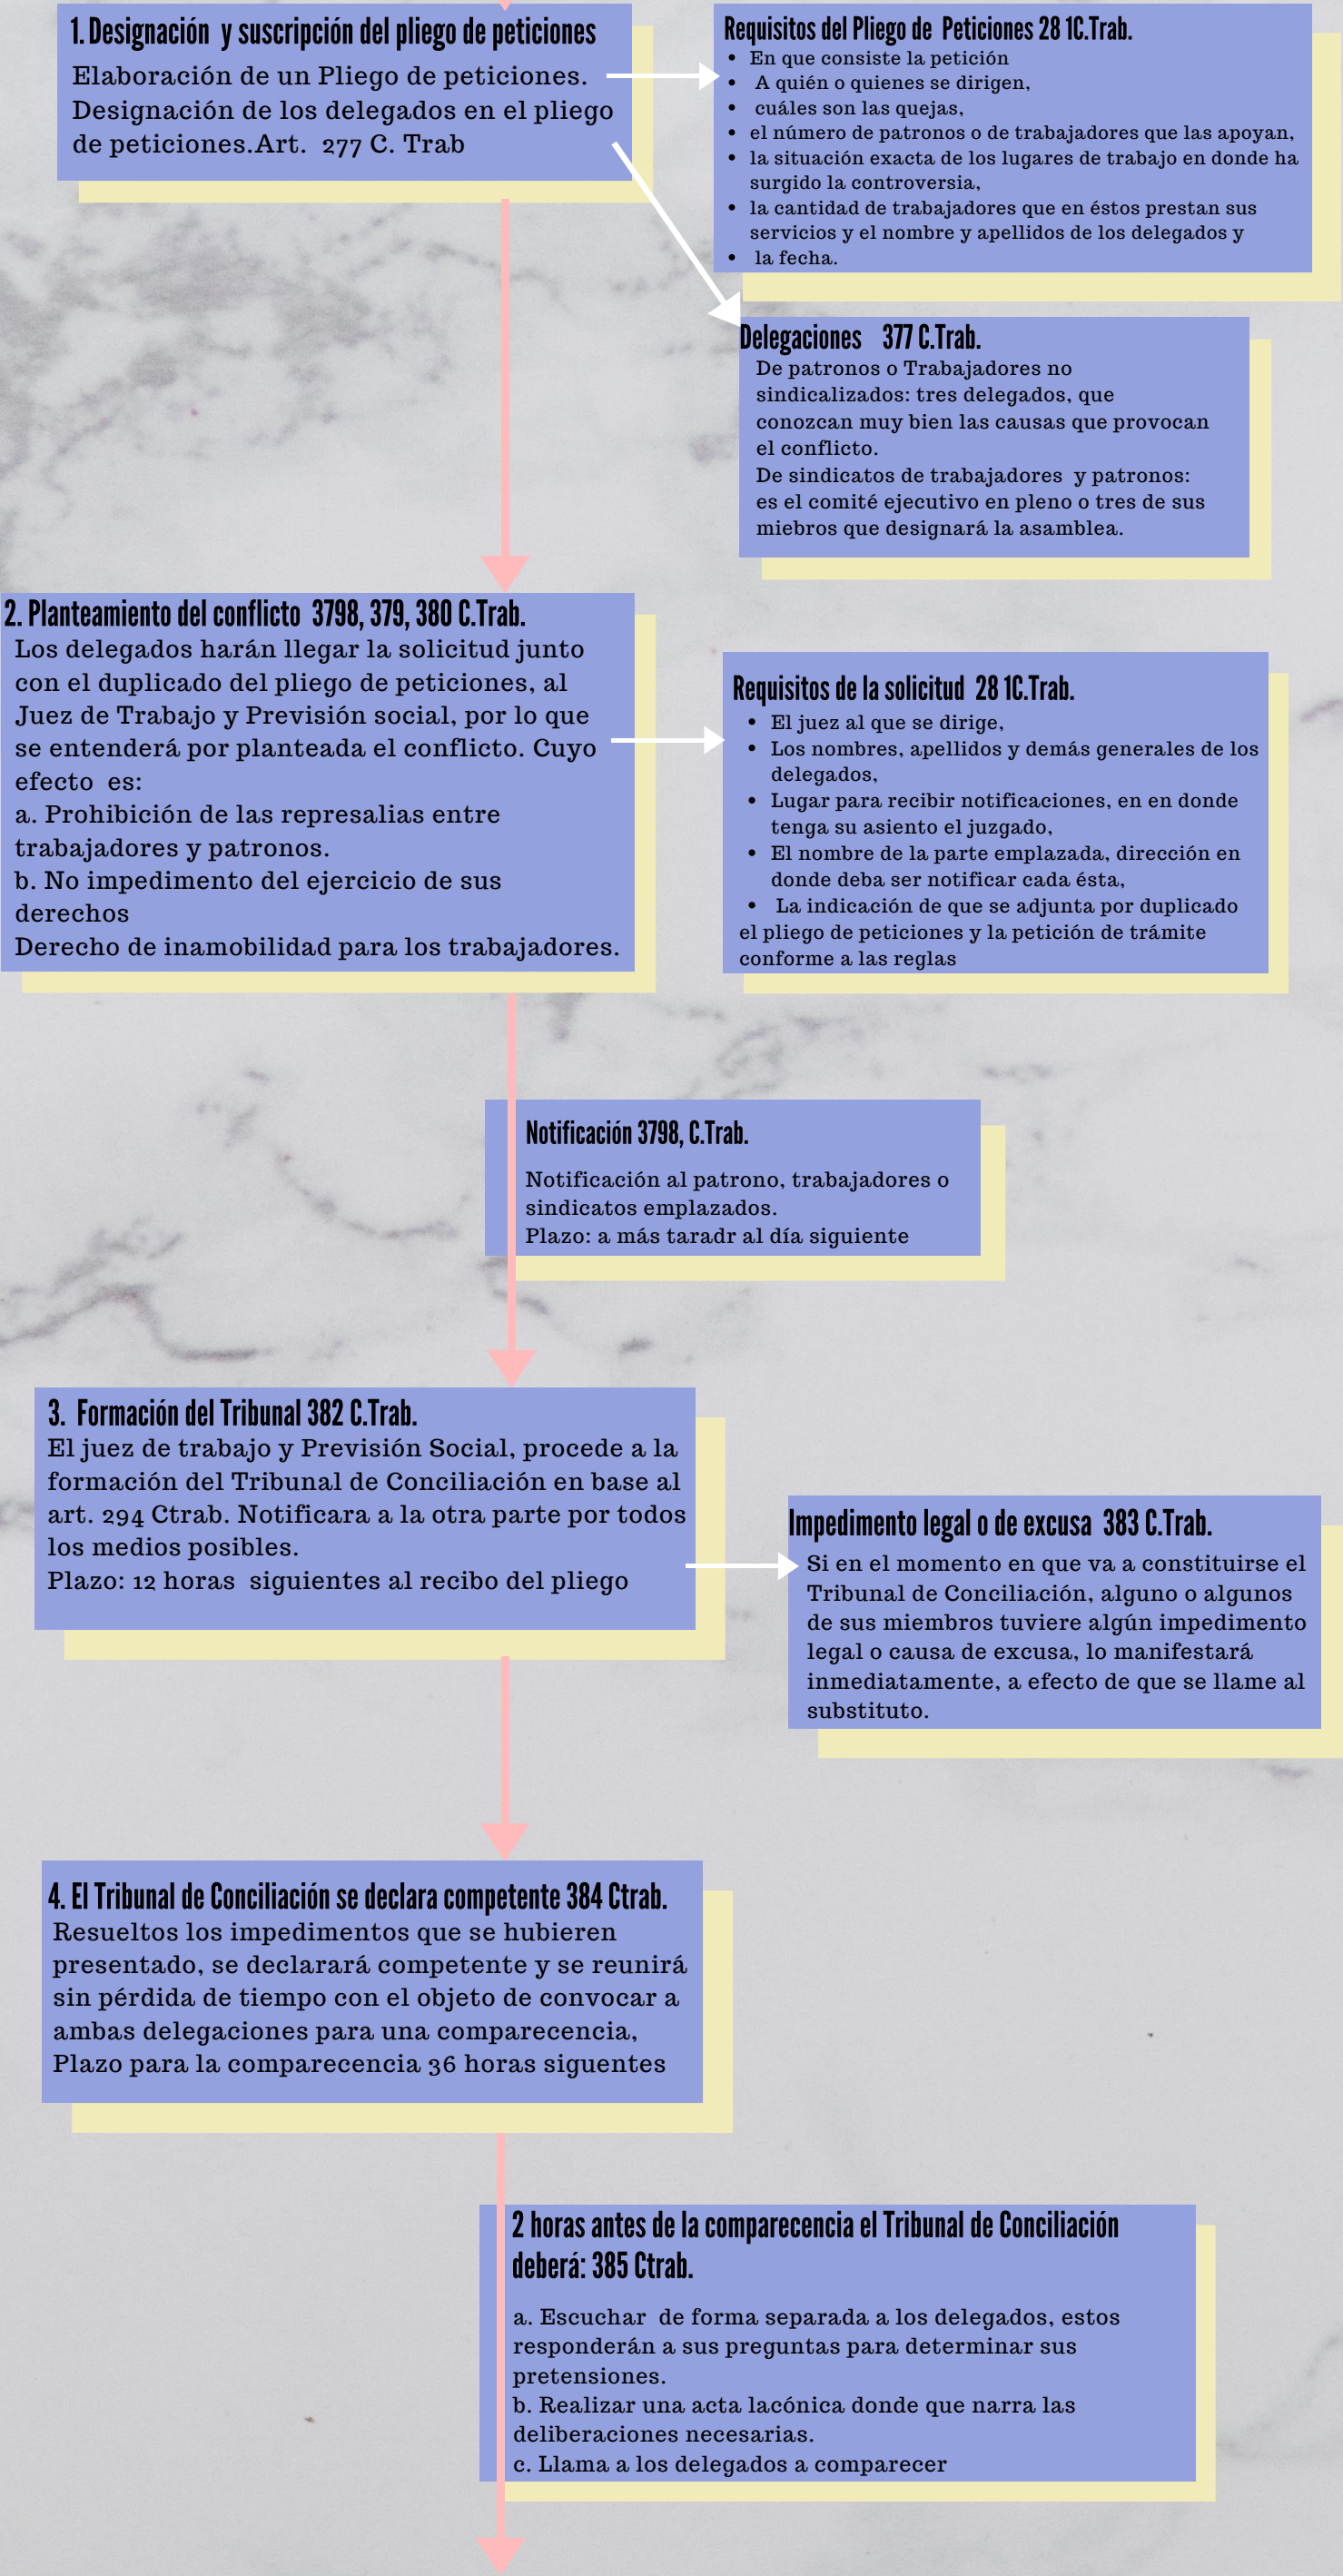 1. Designación y suscripción del pliego de peticiones
Elaboración de un Pliego de peticiones.
Designación de los delegados en el pliego
de peticiones.Art. 277 C. Trab
Requisitos del Pliego de Peticiones 28 1C.Trab.
• En que consiste la petición
• A quién o quienes se dirigen,
• cuáles son las quejas,
• el número de patronos o de trabajadores que las apoyan,
• la situación exacta de los lugares de trabajo en donde ha
surgido la controversia,
• la cantidad de trabajadores que en éstos prestan sus
servicios y el nombre y apellidos de los delegados y
• la fecha.
Delegaciones 377 C.Trab.
De patronos o Trabajadores no
sindicalizados: tres delegados, que
conozcan muy bien las causas que provocan
el conflicto.
De sindicatos de trabajadores y patronos:
es el comité ejecutivo en pleno o tres de sus
miebros que designará la asamblea.
2. Planteamiento del conflicto 3798, 379, 380 C.Trab.
Los delegados harán llegar la solicitud junto
con el duplicado del pliego de peticiones, al
Juez de Trabajo y Previsión social, por lo que
se entenderá por planteada el conflicto. Cuyo
efecto es:
a. Prohibición de las represalias entre
trabajadores y patronos.
b. No impedimento del ejercicio de sus
derechos
Derecho de inamobilidad para los trabajadores.
Requisitos de la solicitud 28 1C.Trab.
• El juez al que se dirige,
• Los nombres, apellidos y demás generales de los
delegados,
• Lugar para recibir notificaciones, en en donde
tenga su asiento el juzgado,
• El nombre de la parte emplazada, dirección en
donde deba ser notificar cada ésta,
• La indicación de que se adjunta por duplicado
el pliego de peticiones y la petición de trámite
conforme a las reglas
Notificación 3798, C.Trab.
Notificación al patrono, trabajadores o
sindicatos emplazados.
Plazo: a más taradr al día siguiente
3. Formación del Tribunal 382 C.Trab.
El juez de trabajo y Previsión Social, procede a la
formación del Tribunal de Conciliación en base al
art. 294 Ctrab. Notificara a la otra parte por todos
los medios posibles.
Plazo: 12 horas siguientes al recibo del pliego
Impedimento legal o de excusa 383 C.Trab.
Si en el momento en que va a constituirse el
Tribunal de Conciliación, alguno o algunos
de sus miembros tuviere algún impedimento
legal o causa de excusa, lo manifestará
inmediatamente, a efecto de que se llame al
substituto.
4. El Tribunal de Conciliación se declara competente 384 Ctrab.
Resueltos los impedimentos que se hubieren
presentado, se declarará competente y se reunirá
sin pérdida de tiempo con el objeto de convocar a
ambas delegaciones para una comparecencia,
Plazo para la comparecencia 36 horas siguentes
2 horas antes de la comparecencia el Tribunal de Conciliación
deberá: 385 Ctrab.
a. Escuchar de forma separada a los delegados, estos
responderán a sus preguntas para determinar sus
pretensiones.
b. Realizar una acta lacónica donde que narra las
deliberaciones necesarias.
c. Llama a los delegados a comparecer